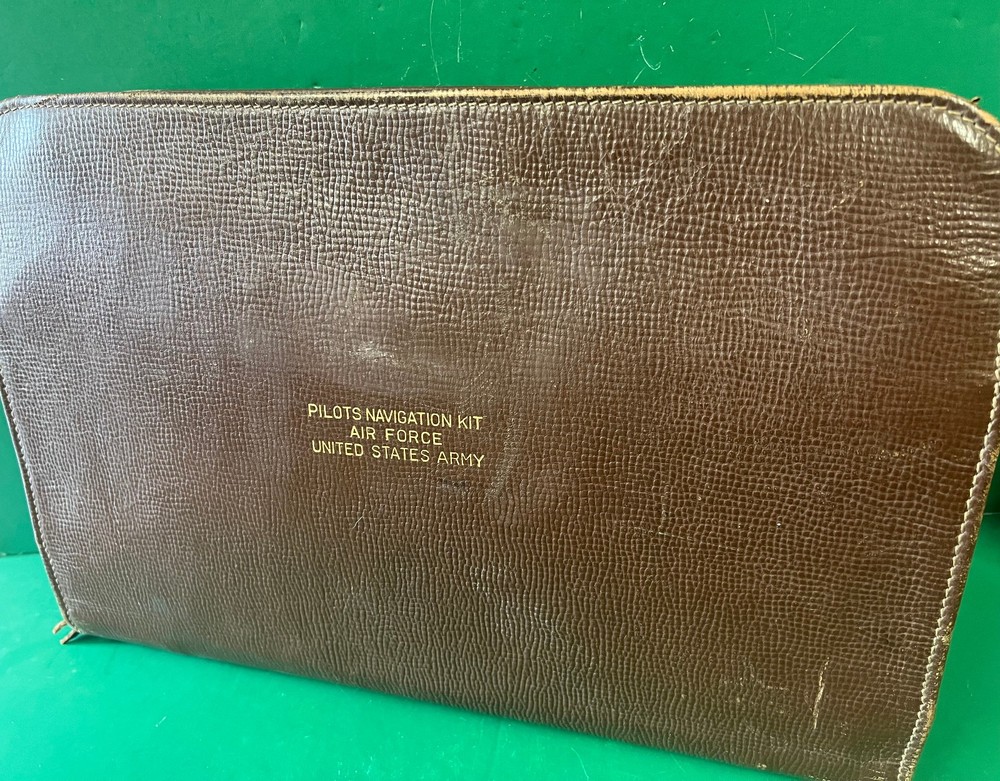 PILOTS NAVIGATION KIT
AIR FORCE
UNITED STATES ARMY